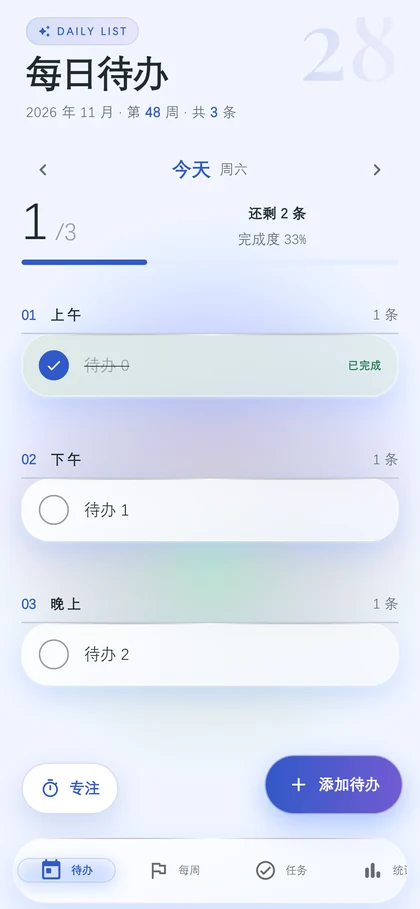 DAILY LIST
28
每日待办
2026 年 11 月 · 第 48 周 · 共 3 条
今天 周六
1 /3
还剩 2 条
完成度 33%
01 上午 1 条
待办 0 已完成
02 下午 1 条
待办 1
03 晚上 1 条
待办 2
专注
添加待办
待办 每周 任务 统